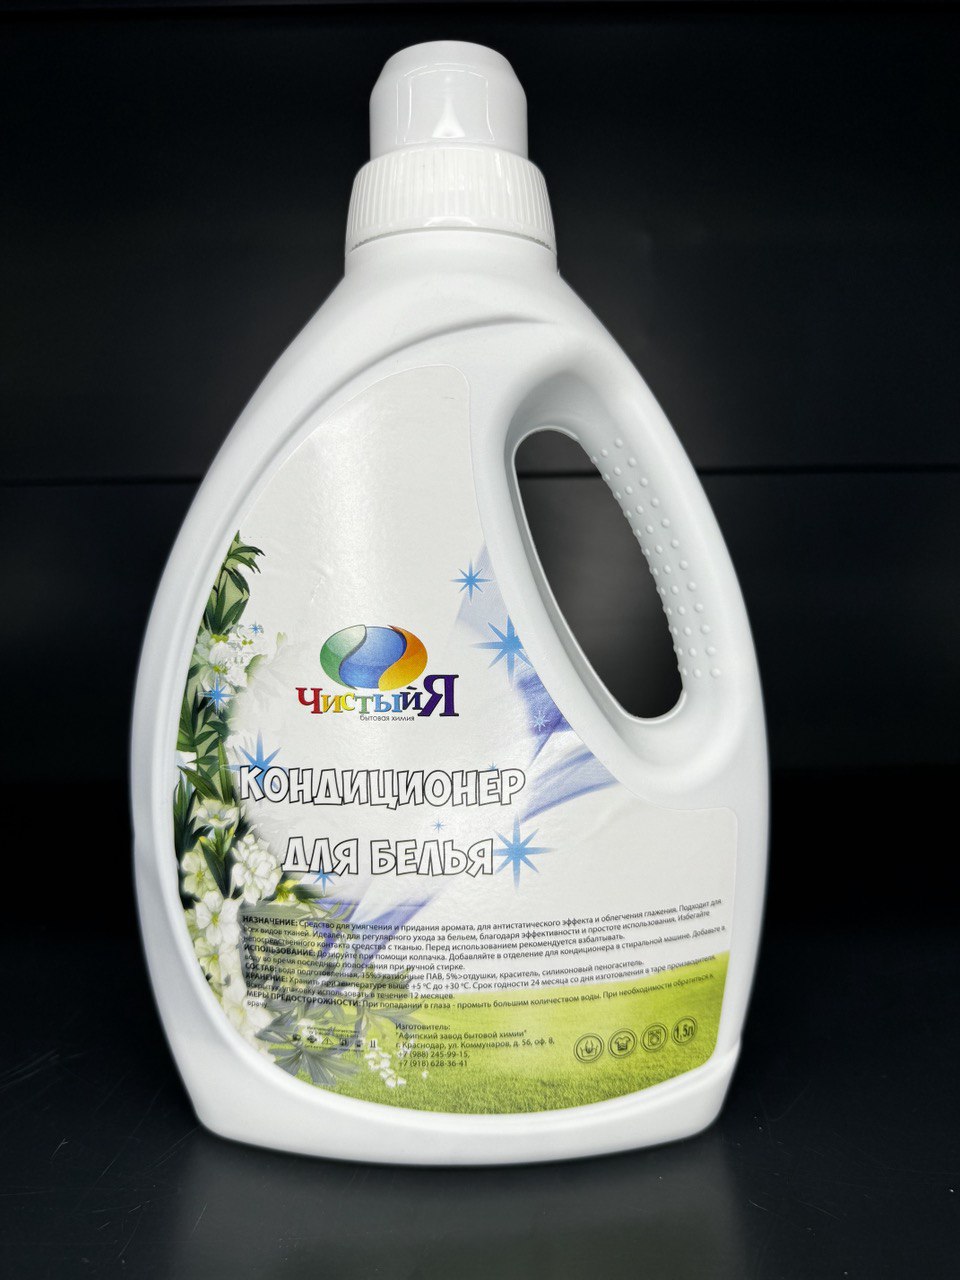 ЧистыйЯ
бытовая химия
КОНДИЦИОНЕР
ДЛЯ БЕЛЬЯ
НАЗНАЧЕНИЕ: Средство для умягчения и придания аромата, для антистатического эффекта и облегчения глажения. Подходит для
всех видов тканей. Идеален для регулярного ухода за бельем, благодаря эффективности и простоте использования. Избегайте
непосредственного контакта средства с тканью. Перед использованием рекомендуется взбалтывать.
ИСПОЛЬЗОВАНИЕ: Дозируйте при помощи колпачка. Добавляйте в отделение для кондиционера в стиральной машине. Добавьте в
воду во время последнего полоскания при ручной стирке.
СОСТАВ: вода подготовленная, 15%> катионные ПАВ, 5%> отдушки, краситель, силиконовый пеногаситель.
ХРАНЕНИЕ: Хранить при температуре выше +5 °С до +30 °С. Срок годности 24 месяца со дня изготовления в таре производителя,
вскрытую упаковку использовать в течение 12 месяцев.
МЕРЫ ПРЕДОСТОРОЖНОСТИ: При попадании в глаза - промыть большим количеством воды. При необходимости обратиться к
врачу.
Изготовитель:
"Афипский завод бытовой химии"
г. Краснодар, ул. Коммунаров, д. 56, оф. 8,
+7 (988) 245-99-15,
+7 (918) 628-36-41
1.5л